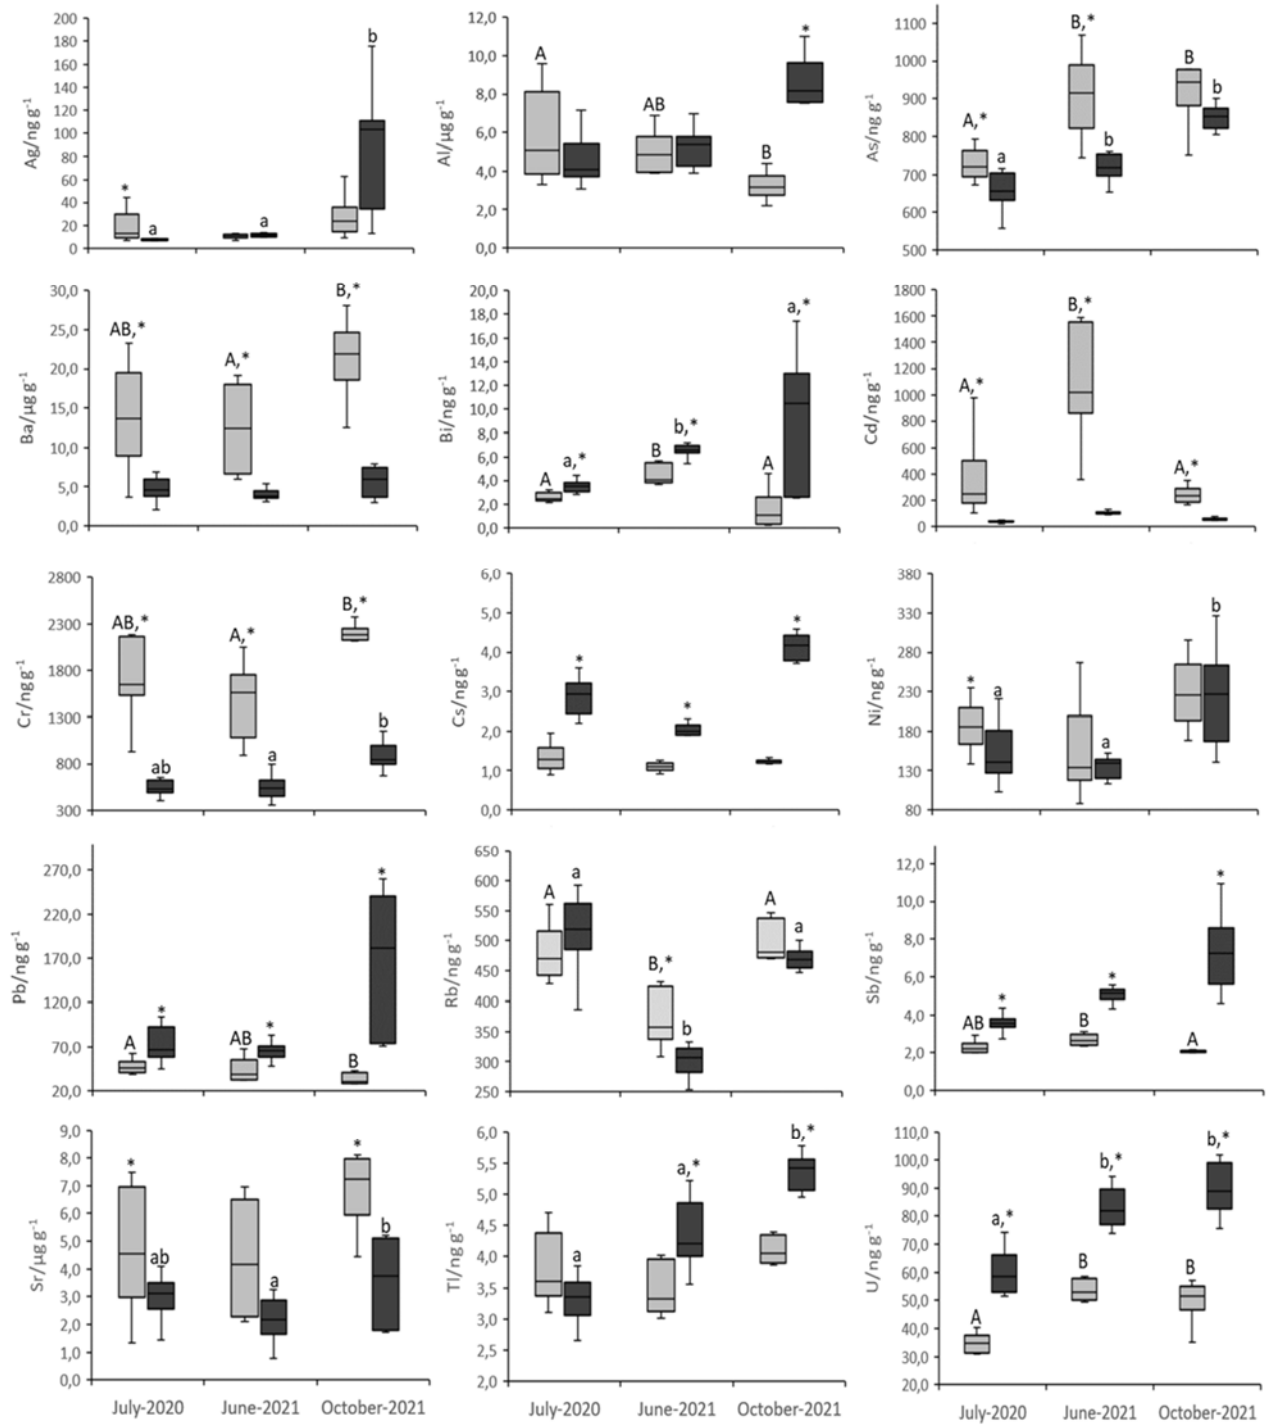 200
180
160
140
120
100
80
60
40
20
0
Ag/ng g⁻¹
*
a
a
b
12,0
10,0
8,0
6,0
4,0
2,0
0,0
Al/µg g⁻¹
A
AB
B
*
1100
1000
900
800
700
600
500
As/ng g⁻¹
A,*
a
B,*
b
B
b
30,0
25,0
20,0
15,0
10,0
5,0
0,0
Ba/µg g⁻¹
AB,*
A,*
B,*
20,0
18,0
16,0
14,0
12,0
10,0
8,0
6,0
4,0
2,0
0,0
Bi/ng g⁻¹
A
a,*
B
b,*
A
a,*
1800
1600
1400
1200
1000
800
600
400
200
0
Cd/ng g⁻¹
A,*
B,*
A,*
2800
2300
1800
1300
800
300
Cr/ng g⁻¹
AB,*
ab
A,*
a
B,*
b
6,0
5,0
4,0
3,0
2,0
1,0
0,0
Cs/ng g⁻¹
*
*
*
380
330
280
230
180
130
80
Ni/ng g⁻¹
*
a
a
b
270,0
220,0
170,0
120,0
70,0
20,0
Pb/ng g⁻¹
A
*
AB
*
B
*
650
600
550
500
450
400
350
300
250
Rb/ng g⁻¹
A
a
B,*
b
A
a
12,0
10,0
8,0
6,0
4,0
2,0
0,0
Sb/ng g⁻¹
AB
*
B
*
A
*
9,0
8,0
7,0
6,0
5,0
4,0
3,0
2,0
1,0
0,0
Sr/µg g⁻¹
*
ab
a
*
b
July-2020
June-2021
October-2021
6,0
5,5
5,0
4,5
4,0
3,5
3,0
2,5
2,0
Tl/ng g⁻¹
a
a,*
b,*
July-2020
June-2021
October-2021
110,0
100,0
90,0
80,0
70,0
60,0
50,0
40,0
30,0
20,0
U/ng g⁻¹
A
a,*
B
b,*
B
b,*
July-2020
June-2021
October-2021